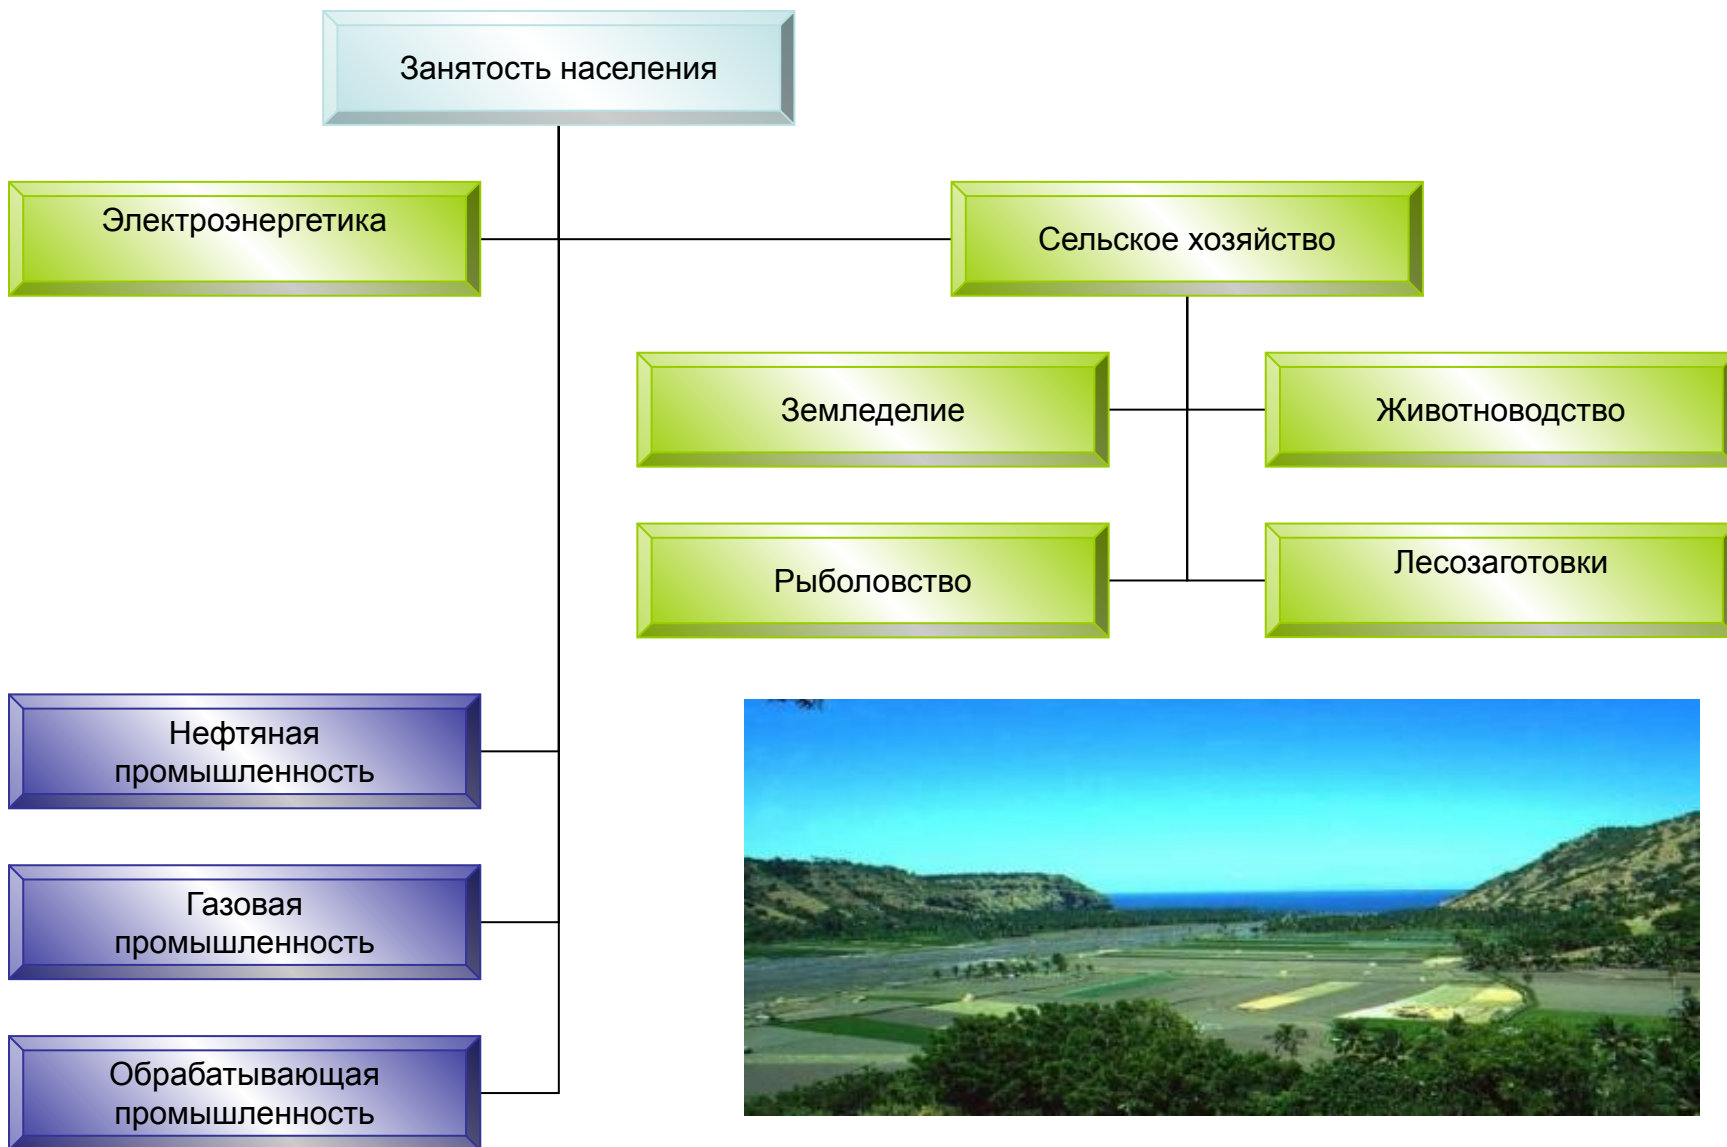 Занятость населения
Электроэнергетика
Сельское хозяйство
Земледелие
Животноводство
Рыболовство
Лесозаготовки
Нефтяная
промышленность
Газовая
промышленность
Обрабатывающая
промышленность